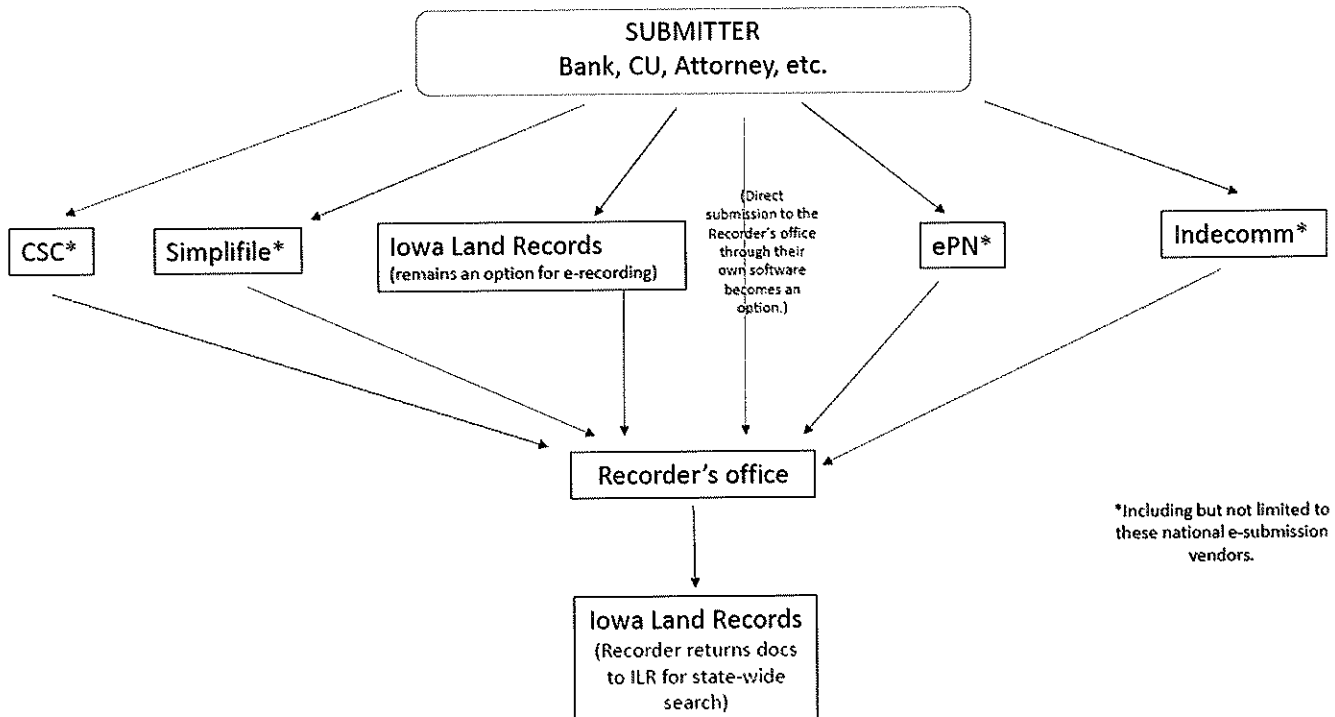 SUBMITTER
Bank, CU, Attorney, etc.
CSC*
Simplifile*
Iowa Land Records
(remains an option for e-recording)
(Direct
submission to the
Recorder's office
through their
own software
becomes an
option.)
ePN*
Indecomm*
Recorder's office
*Including but not limited to
these national e-submission
vendors.
Iowa Land Records
(Recorder returns docs
to ILR for state-wide
search)